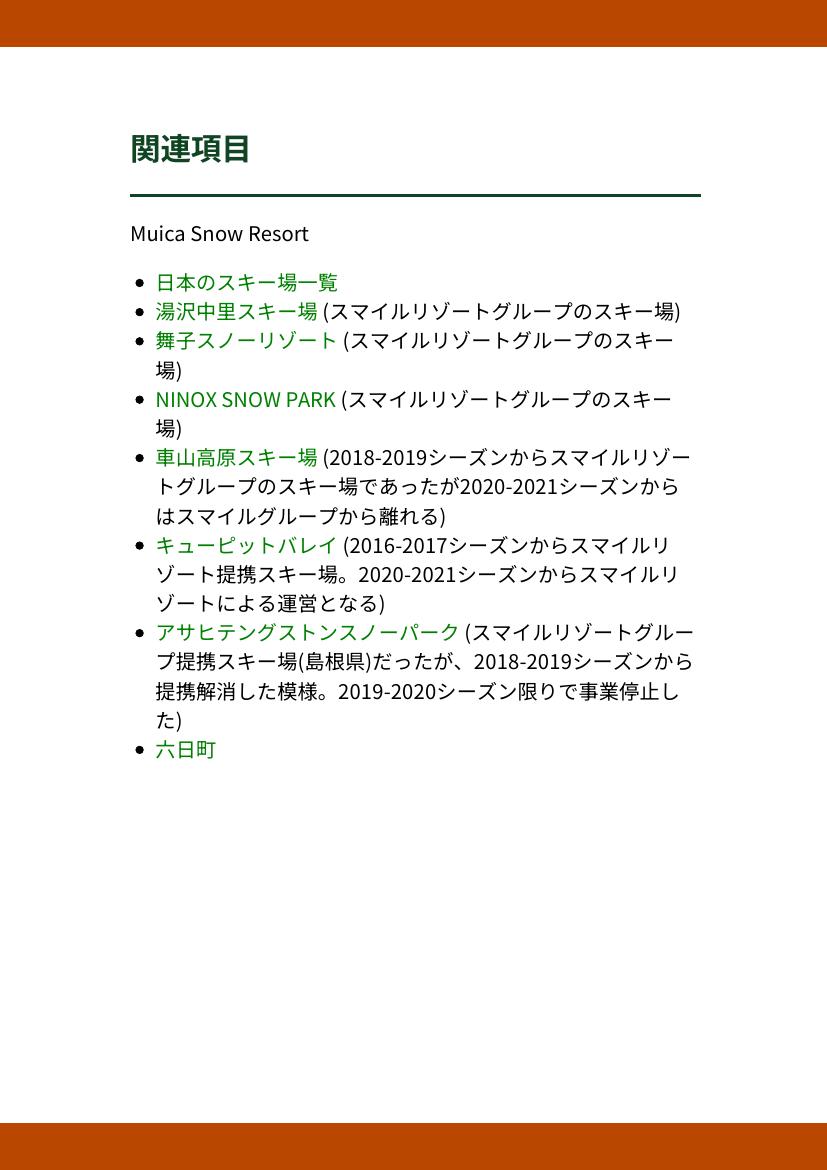 関連項目
Muica Snow Resort
日本のスキー場一覧
湯沢中里スキー場 (スマイルリゾートグループのスキー場)
舞子スノーリゾート (スマイルリゾートグループのスキー
場)
NINOX SNOW PARK (スマイルリゾートグループのスキー
場)
車山高原スキー場 (2018-2019シーズンからスマイルリゾー
トグループのスキー場であったが2020-2021シーズンから
はスマイルグループから離れる)
キューピットバレイ (2016-2017シーズンからスマイルリ
ゾート提携スキー場。2020-2021シーズンからスマイルリ
ゾートによる運営となる)
アサヒテングストンスノーパーク (スマイルリゾートグルー
プ提携スキー場(島根県)だったが、2018-2019シーズンから
提携解消した模様。2019-2020シーズン限りで事業停止し
た)
六日町